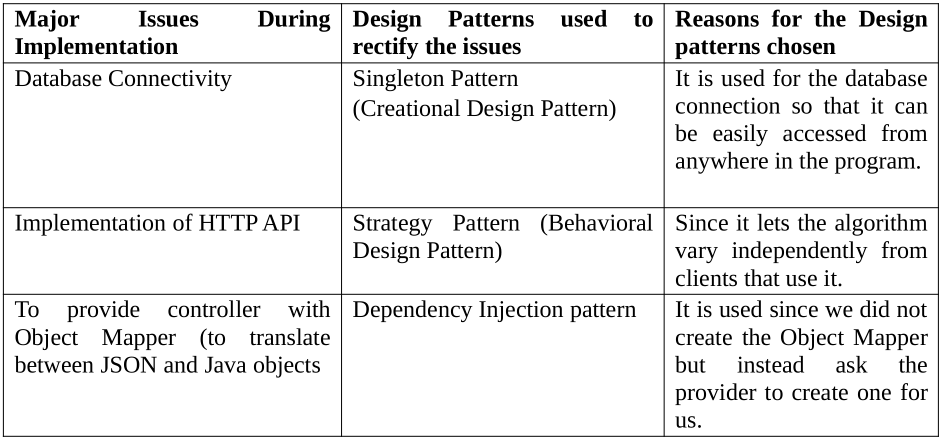 Major Issues During
Implementation
Design Patterns used to
rectify the issues
Reasons for the Design
patterns chosen
Database Connectivity
Singleton Pattern
(Creational Design Pattern)
It is used for the database
connection so that it can
be easily accessed from
anywhere in the program.
Implementation of HTTP API
Strategy Pattern (Behavioral
Design Pattern)
Since it lets the algorithm
vary independently from
clients that use it.
To provide controller with
Object Mapper (to translate
between JSON and Java objects
Dependency Injection pattern
It is used since we did not
create the Object Mapper
but instead ask the
provider to create one for
us.